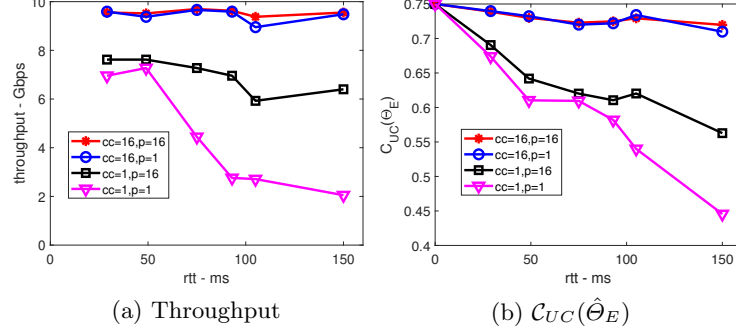 throughput - Gbps
10
8
6
4
2
0
cc=16,p=16
cc=16,p=1
cc=1,p=16
cc=1,p=1
0 50 100 150
rtt - ms
(a) Throughput
C_UC(Θ_E)
0.75
0.7
0.65
0.6
0.55
0.5
0.45
0.4
cc=16,p=16
cc=16,p=1
cc=1,p=16
cc=1,p=1
0 50 100 150
rtt - ms
(b) 𝒞_UC(Θ̂_E)